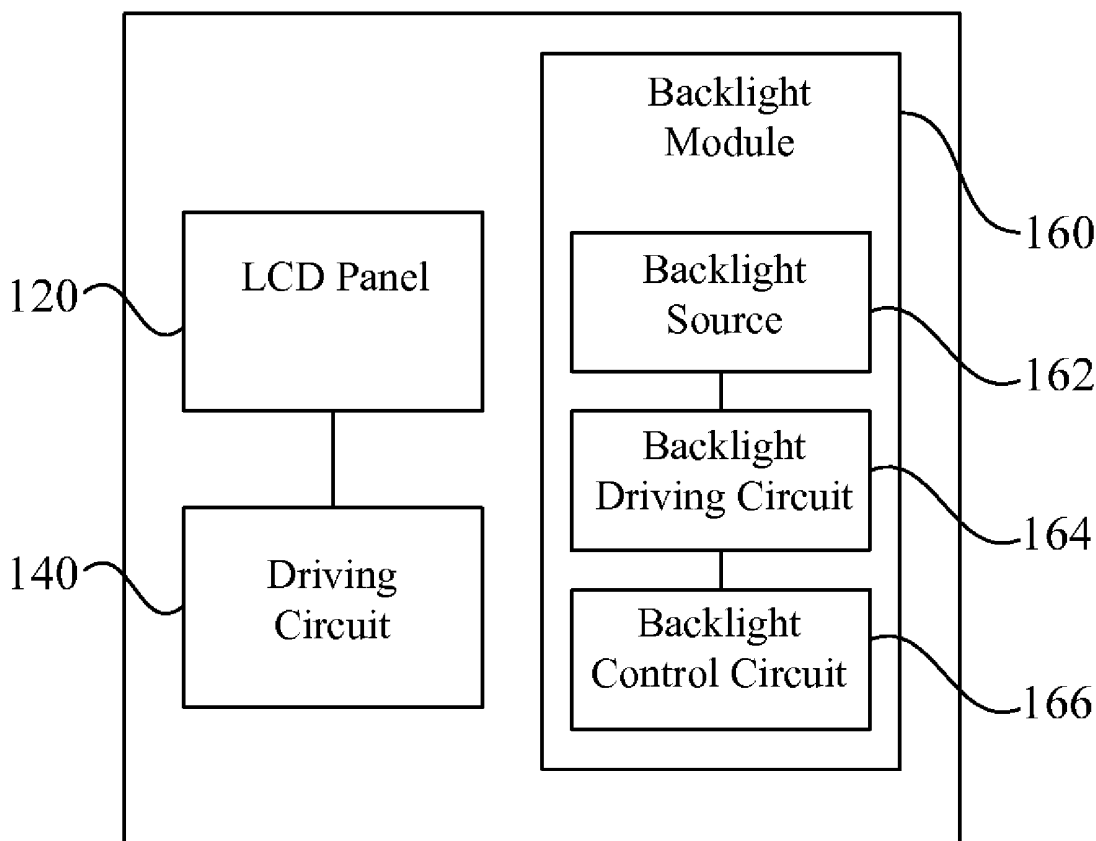 Backlight
Module
160
LCD Panel
120
Backlight
Source
162
Backlight
Driving Circuit
164
Driving
Circuit
140
Backlight
Control Circuit
166